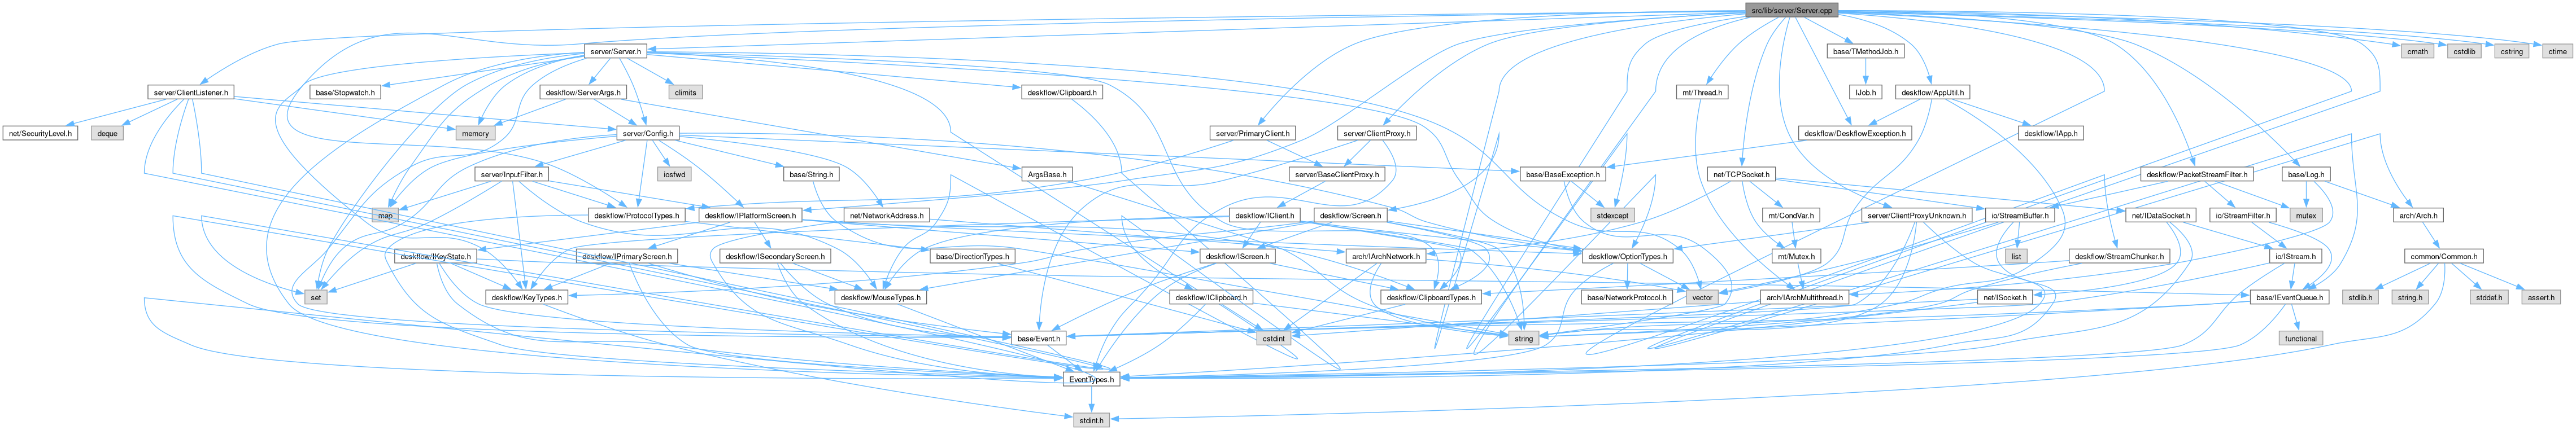 src/lib/server/Server.cpp
server/Server.h
base/TMethodJob.h
cmath
cstdlib
cstring
ctime
server/ClientListener.h
base/Stopwatch.h
deskflow/ServerArgs.h
climits
deskflow/Clipboard.h
mt/Thread.h
IJob.h
deskflow/AppUtil.h
net/SecurityLevel.h
deque
memory
server/Config.h
server/PrimaryClient.h
server/ClientProxy.h
deskflow/DeskflowException.h
deskflow/IApp.h
server/InputFilter.h
iosfwd
base/String.h
ArgsBase.h
server/BaseClientProxy.h
base/BaseException.h
net/TCPSocket.h
deskflow/PacketStreamFilter.h
base/Log.h
map
deskflow/ProtocolTypes.h
deskflow/IPlatformScreen.h
net/NetworkAddress.h
deskflow/IClient.h
deskflow/Screen.h
stdexcept
mt/CondVar.h
server/ClientProxyUnknown.h
io/StreamBuffer.h
net/IDataSocket.h
io/StreamFilter.h
mutex
arch/Arch.h
deskflow/IKeyState.h
deskflow/IPrimaryScreen.h
deskflow/ISecondaryScreen.h
base/DirectionTypes.h
deskflow/IScreen.h
arch/IArchNetwork.h
deskflow/OptionTypes.h
mt/Mutex.h
list
deskflow/StreamChunker.h
io/IStream.h
common/Common.h
set
deskflow/KeyTypes.h
deskflow/MouseTypes.h
deskflow/IClipboard.h
deskflow/ClipboardTypes.h
base/NetworkProtocol.h
vector
arch/IArchMultithread.h
net/ISocket.h
base/IEventQueue.h
stdlib.h
string.h
stddef.h
assert.h
base/Event.h
cstdint
string
functional
EventTypes.h
stdint.h